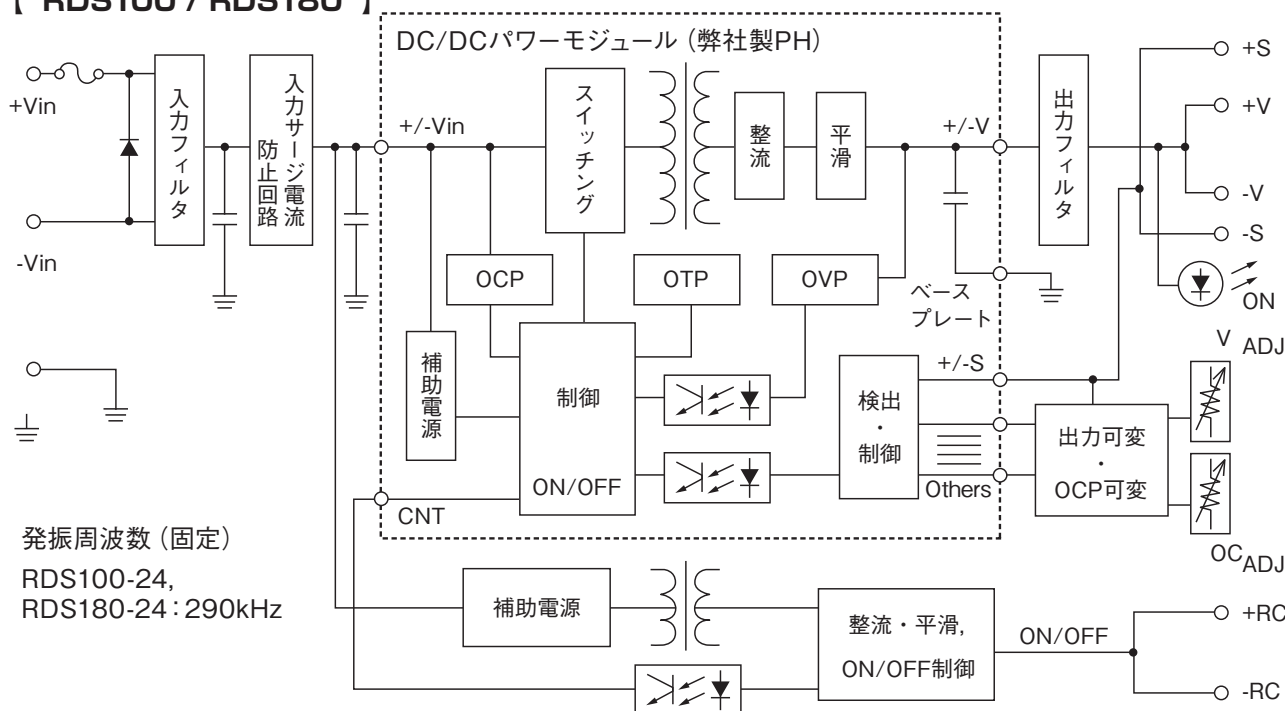 【 RDS100 / RDS180 】
DC/DCパワーモジュール (弊社製PH)
+Vin
-Vin
入力フィルタ
入力サージ電流
防止回路
+/-Vin
スイッチング
整流
平滑
+/-V
出力フィルタ
+S
+V
-V
-S
ON
OCP
OTP
OVP
ベース
プレート
補助電源
制御
ON/OFF
検出
・
制御
+/-S
Others
出力可変
・
OCP可変
V ADJ
OC ADJ
CNT
発振周波数 (固定)
RDS100-24,
RDS180-24：290kHz
補助電源
整流・平滑,
ON/OFF制御
ON/OFF
+RC
-RC